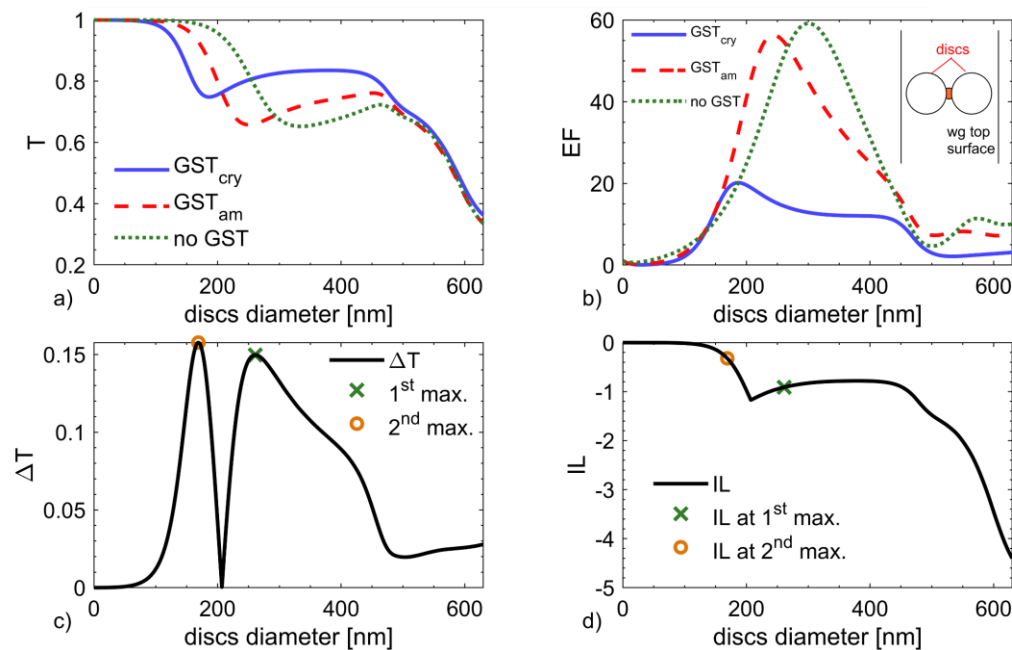 1
0.8
0.6
0.4
0.2
T
GST_cry
GST_am
no GST
0 200 400 600
a) discs diameter [nm]
60
40
20
0
EF
GST_cry
GST_am
no GST
discs
wg top
surface
0 200 400 600
b) discs diameter [nm]
0.15
0.1
0.05
0
ΔT
ΔT
1st max.
2nd max.
0 200 400 600
c) discs diameter [nm]
0
-1
-2
-3
-4
-5
IL
IL
IL at 1st max.
IL at 2nd max.
0 200 400 600
d) discs diameter [nm]